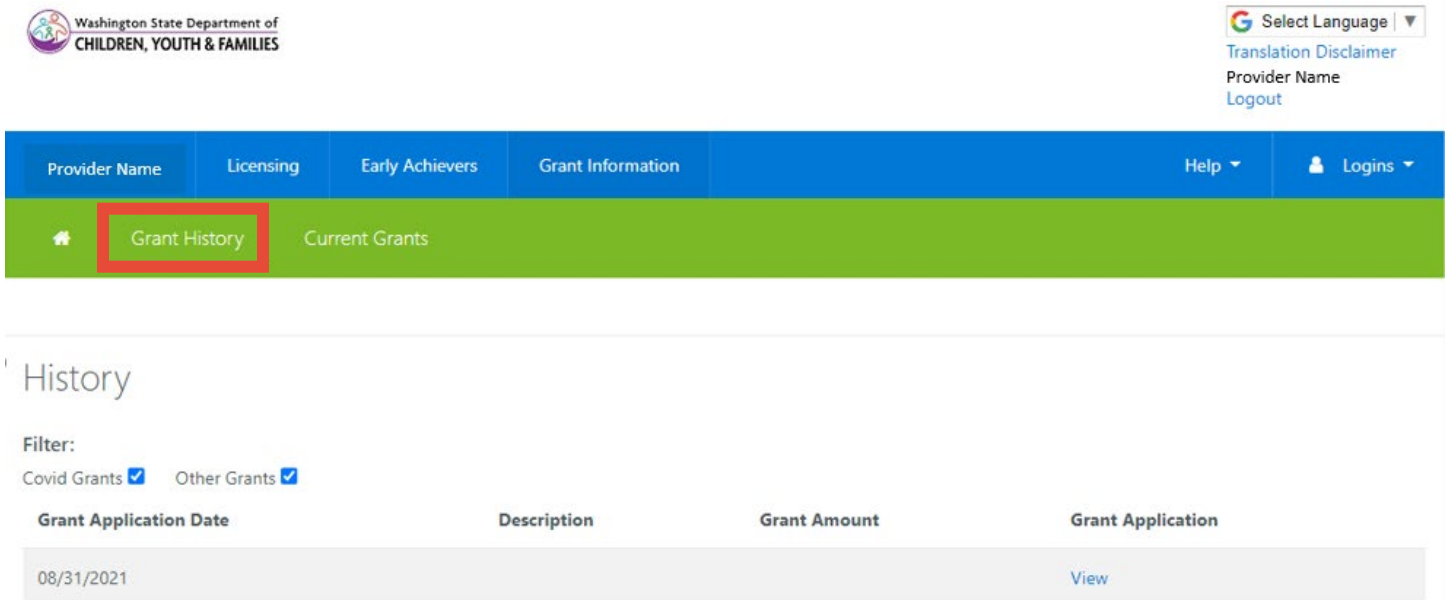 Washington State Department of
CHILDREN, YOUTH & FAMILIES
Select Language ▼
Translation Disclaimer
Provider Name
Logout
Provider Name Licensing Early Achievers Grant Information Help Logins
Grant History Current Grants
History
Filter:
Covid Grants Other Grants
Grant Application Date Description Grant Amount Grant Application
08/31/2021 View